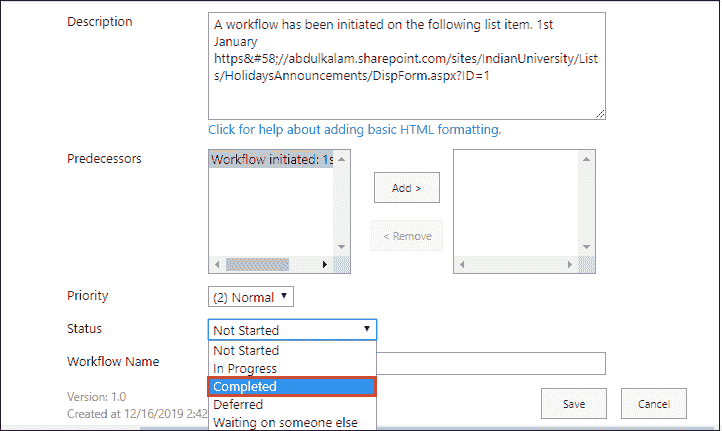 Description
A workflow has been initiated on the following list item. 1st
January
https&#58;//abdulkalam.sharepoint.com/sites/IndianUniversity/List
s/HolidaysAnnouncements/DispForm.aspx?ID=1
Click for help about adding basic HTML formatting.
Predecessors
Workflow initiated: 1s
Add >
< Remove
Priority
(2) Normal
Status
Not Started
Not Started
In Progress
Completed
Deferred
Waiting on someone else
Workflow Name
Version: 1.0
Created at 12/16/2019 2:42
Save
Cancel